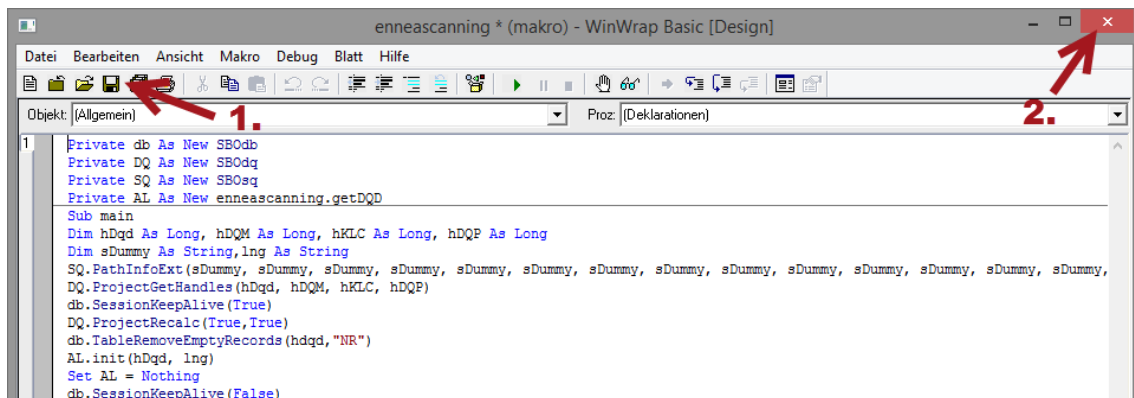 enneascanning * (makro) - WinWrap Basic [Design]
Datei Bearbeiten Ansicht Makro Debug Blatt Hilfe
Objekt: (Allgemein) Proz: (Deklarationen)
1. 2.
1 Private db As New SBOdb
Private DQ As New SBOdq
Private SQ As New SBOsq
Private AL As New enneascanning.getDQD
Sub main
Dim hDqd As Long, hDQM As Long, hKLC As Long, hDQP As Long
Dim sDummy As String,lng As String
SQ.PathInfoExt(sDummy, sDummy, sDummy, sDummy, sDummy, sDummy, sDummy, sDummy, sDummy, sDummy, sDummy, sDummy, sDummy, sDummy,
DQ.ProjectGetHandles(hDqd, hDQM, hKLC, hDQP)
db.SessionKeepAlive(True)
DQ.ProjectRecalc(True,True)
db.TableRemoveEmptyRecords(hdqd,"NR")
AL.init(hDqd, lng)
Set AL = Nothing
db.SessionKeepAlive(False)